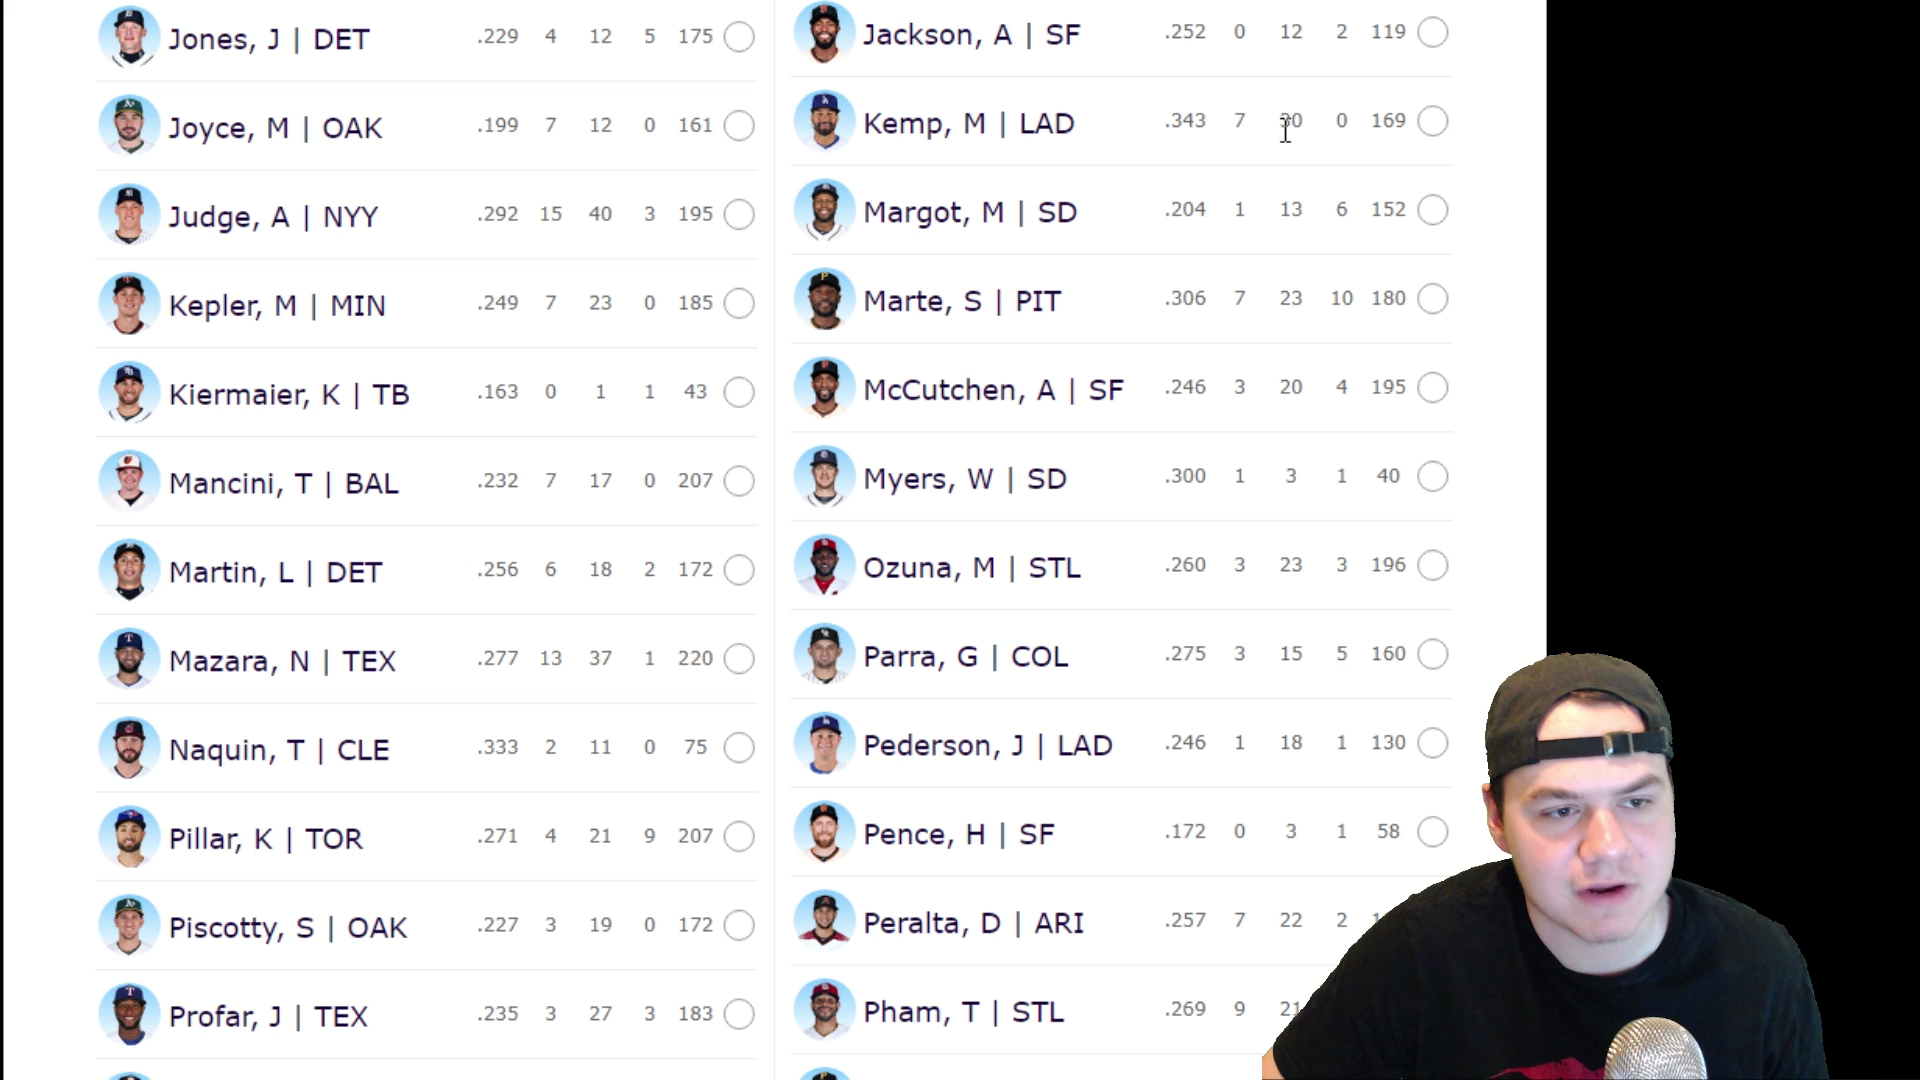 Jones, J | DET .229 4 12 5 175
Joyce, M | OAK .199 7 12 0 161
Judge, A | NYY .292 15 40 3 195
Kepler, M | MIN .249 7 23 0 185
Kiermaier, K | TB .163 0 1 1 43
Mancini, T | BAL .232 7 17 0 207
Martin, L | DET .256 6 18 2 172
Mazara, N | TEX .277 13 37 1 220
Naquin, T | CLE .333 2 11 0 75
Pillar, K | TOR .271 4 21 9 207
Piscotty, S | OAK .227 3 19 0 172
Profar, J | TEX .235 3 27 3 183
Jackson, A | SF .252 0 12 2 119
Kemp, M | LAD .343 7 0 169
Margot, M | SD .204 1 13 6 152
Marte, S | PIT .306 7 23 10 180
McCutchen, A | SF .246 3 20 4 195
Myers, W | SD .300 1 3 1 40
Ozuna, M | STL .260 3 23 3 196
Parra, G | COL .275 3 15 5 160
Pederson, J | LAD .246 1 18 1 130
Pence, H | SF .172 0 3 1 58
Peralta, D | ARI .257 7 22 2
Pham, T | STL .269 9 21